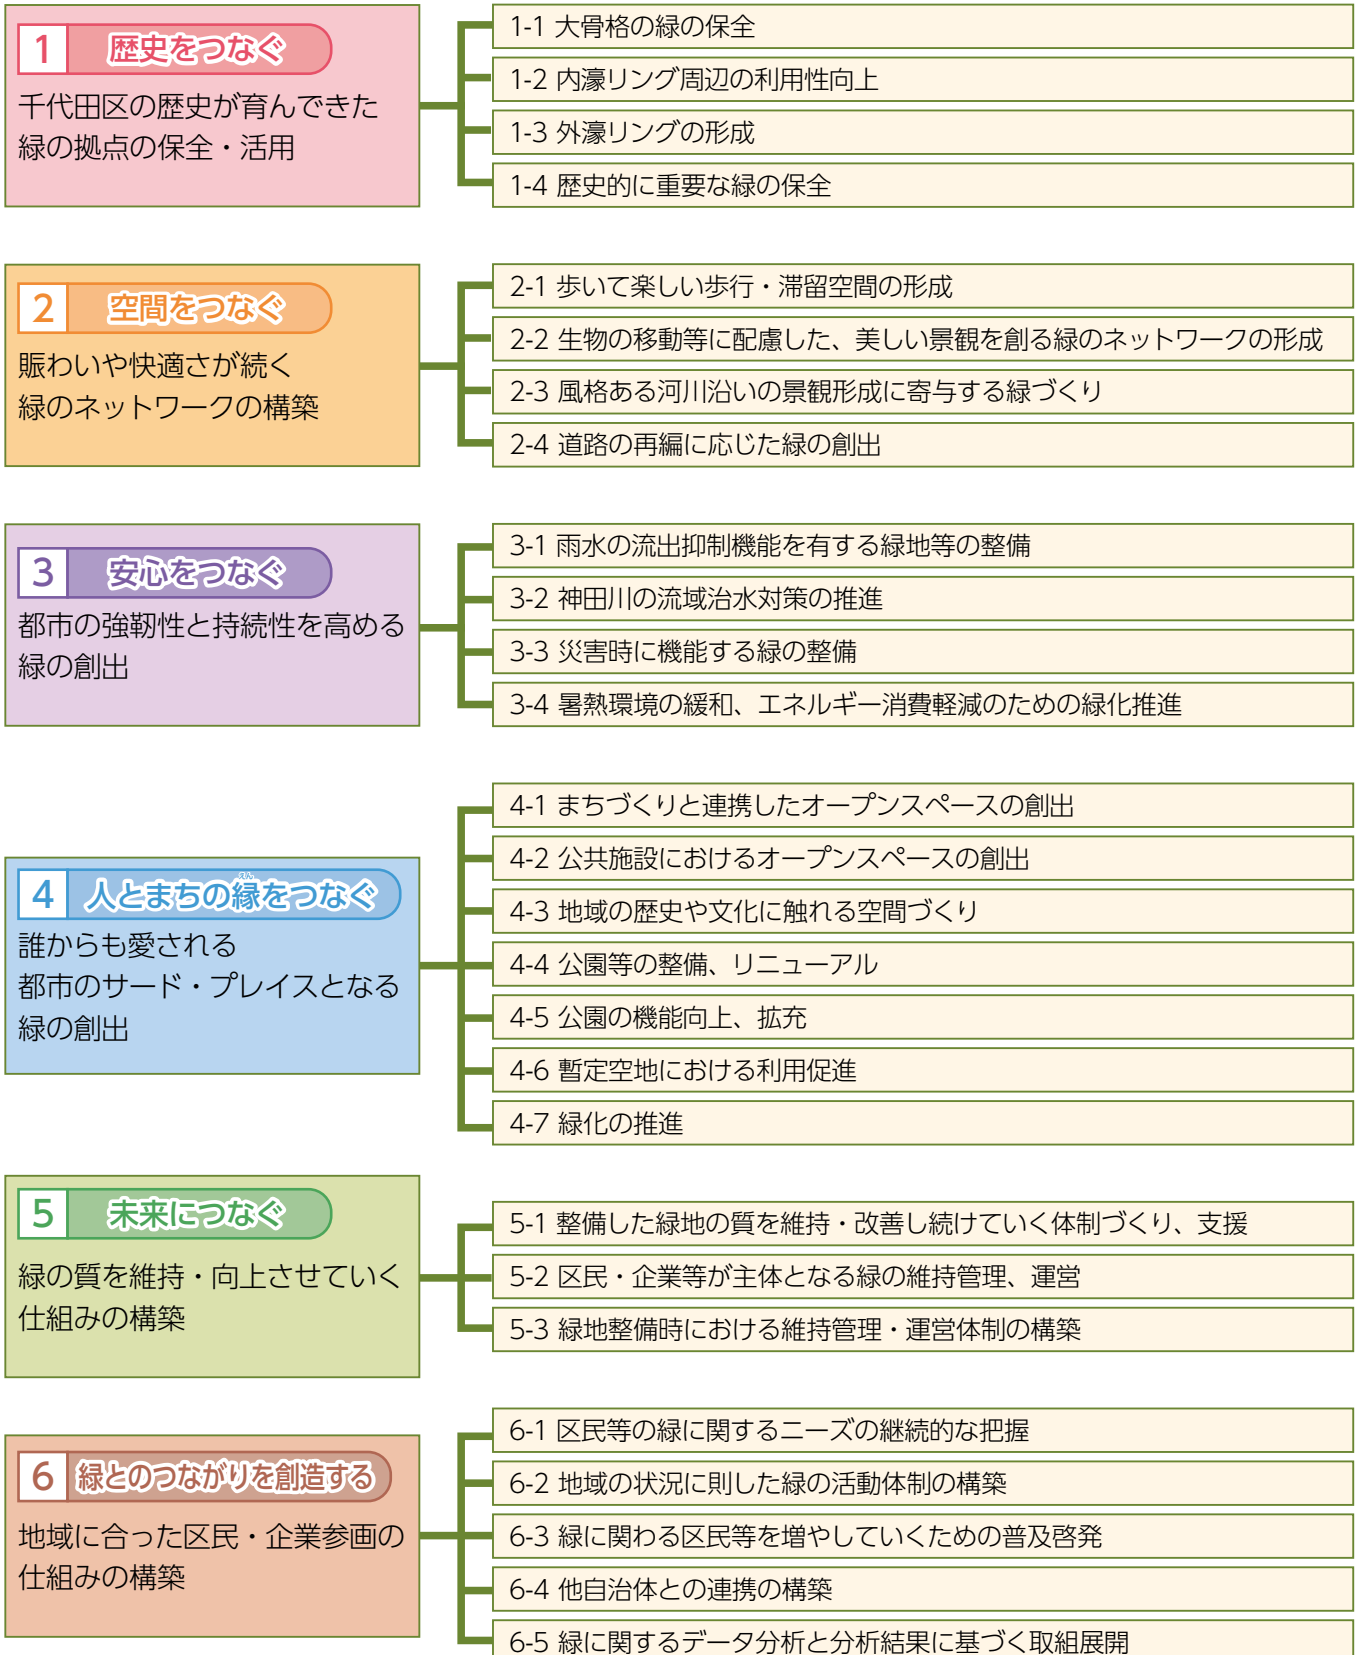 1 歴史をつなぐ
千代田区の歴史が育んできた
緑の拠点の保全・活用
1-1 大骨格の緑の保全
1-2 内濠リング周辺の利用性向上
1-3 外濠リングの形成
1-4 歴史的に重要な緑の保全
2 空間をつなぐ
賑わいや快適さが続く
緑のネットワークの構築
2-1 歩いて楽しい歩行・滞留空間の形成
2-2 生物の移動等に配慮した、美しい景観を創る緑のネットワークの形成
2-3 風格ある河川沿いの景観形成に寄与する緑づくり
2-4 道路の再編に応じた緑の創出
3 安心をつなぐ
都市の強靭性と持続性を高める
緑の創出
3-1 雨水の流出抑制機能を有する緑地等の整備
3-2 神田川の流域治水対策の推進
3-3 災害時に機能する緑の整備
3-4 暑熱環境の緩和、エネルギー消費軽減のための緑化推進
えん
4 人とまちの縁をつなぐ
誰からも愛される
都市のサード・プレイスとなる
緑の創出
4-1 まちづくりと連携したオープンスペースの創出
4-2 公共施設におけるオープンスペースの創出
4-3 地域の歴史や文化に触れる空間づくり
4-4 公園等の整備、リニューアル
4-5 公園の機能向上、拡充
4-6 暫定空地における利用促進
4-7 緑化の推進
5 未来につなぐ
緑の質を維持・向上させていく
仕組みの構築
5-1 整備した緑地の質を維持・改善し続けていく体制づくり、支援
5-2 区民・企業等が主体となる緑の維持管理、運営
5-3 緑地整備時における維持管理・運営体制の構築
6 緑とのつながりを創造する
地域に合った区民・企業参画の
仕組みの構築
6-1 区民等の緑に関するニーズの継続的な把握
6-2 地域の状況に則した緑の活動体制の構築
6-3 緑に関わる区民等を増やしていくための普及啓発
6-4 他自治体との連携の構築
6-5 緑に関するデータ分析と分析結果に基づく取組展開